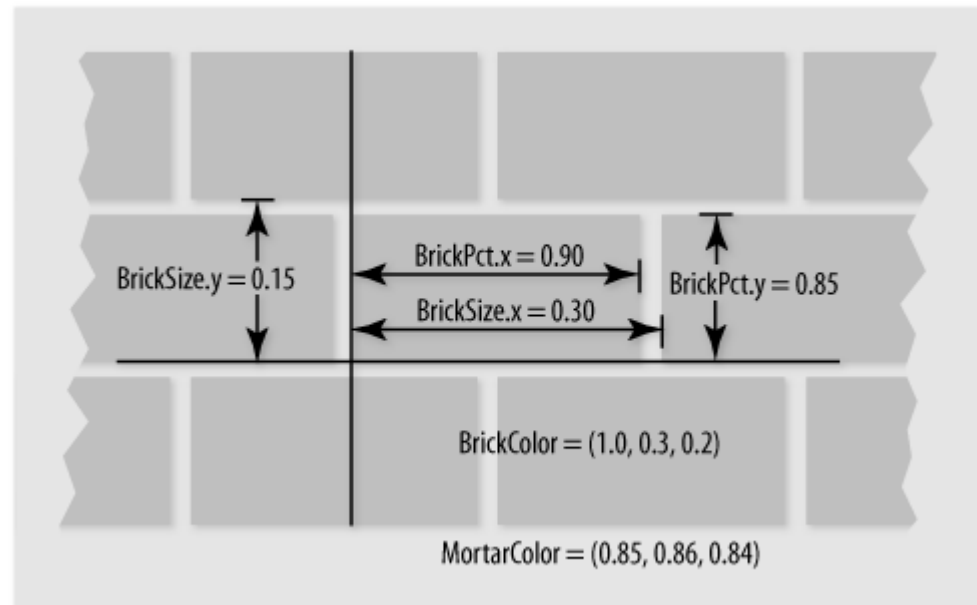 BrickPct.x = 0.90
BrickSize.y = 0.15
BrickPct.y = 0.85
BrickSize.x = 0.30
BrickColor = (1.0, 0.3, 0.2)
MortarColor = (0.85, 0.86, 0.84)